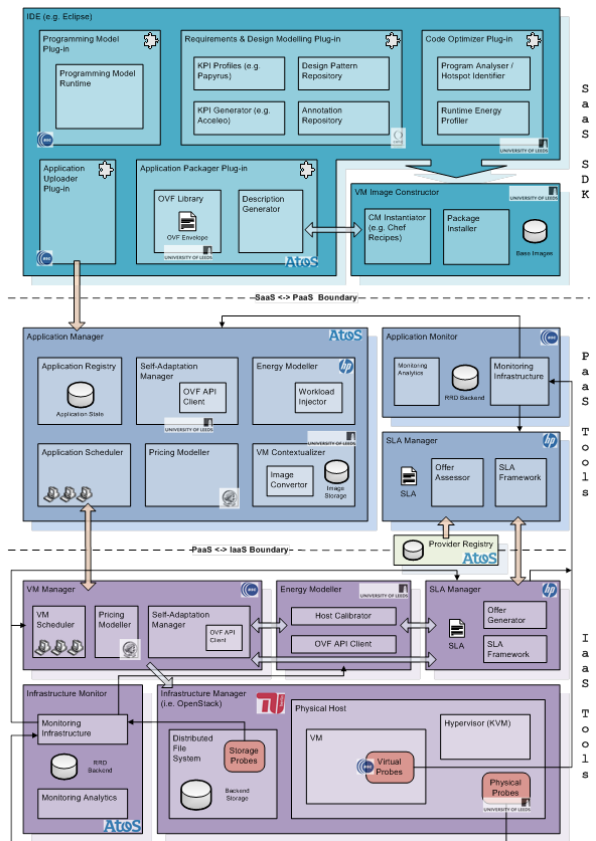 IDE (e.g. Eclipse)
Programming Model
Plug-in
Programming Model
Runtime
Requirements & Design Modelling Plug-in
KPI Profiles (e.g.
Papyrus)
Design Pattern
Repository
KPI Generator (e.g.
Acceleo)
Annotation
Repository
Code Optimizer Plug-in
Program Analyser /
Hotspot Identifier
Runtime Energy
Profiler
UNIVERSITY OF LEEDS
SaaS SDK
Application
Uploader
Plug-in
Application Packager Plug-in
OVF Library
OVF Envelope
UNIVERSITY OF LEEDS
Description
Generator
AtoS
VM Image Constructor
UNIVERSITY OF LEEDS
CM Instantiator
(e.g. Chef
Recipes)
Package
Installer
Base Images
SaaS <-> PaaS Boundary
Application Manager
AtoS
Application Registry
Application State
Self-Adaptation
Manager
OVF API
Client
UNIVERSITY OF LEEDS
Energy Modeller
hp
Workload
Injector
Application Scheduler
Pricing Modeller
UNIVERSITY OF LEEDS
VM Contextualizer
Image
Convertor
Image
Storage
Application Monitor
Monitoring
Analytics
RRD Backend
Monitoring
Infrastructure
PaaS Tools
SLA Manager
hp
SLA
Offer
Assessor
SLA
Framework
Provider Registry
AtoS
PaaS <-> IaaS Boundary
VM Manager
VM
Scheduler
Pricing
Modeller
Self-Adaptation
Manager
OVF API
Client
Energy Modeller
UNIVERSITY OF LEEDS
Host Calibrator
OVF API Client
SLA Manager
hp
SLA
Offer
Generator
SLA
Framework
IaaS Tools
Infrastructure Monitor
Monitoring
Infrastructure
RRD
Backend
Monitoring Analytics
AtoS
Infrastructure Manager
(i.e. OpenStack)
Distributed
File
System
Storage
Probes
Backend
Storage
Physical Host
VM
Virtual
Probes
Hypervisor (KVM)
Physical
Probes
UNIVERSITY OF LEEDS